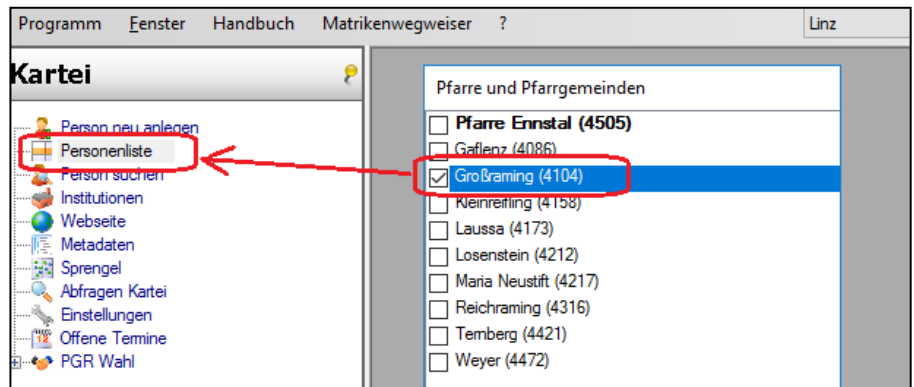 Programm Fenster Handbuch Matrikenwegweiser ? Linz
Kartei
Person neu anlegen
Personenliste
Person suchen
Institutionen
Webseite
Metadaten
Sprengel
Abfragen Kartei
Einstellungen
Offene Termine
PGR Wahl
Pfarre und Pfarrgemeinden
Pfarre Ennstal (4505)
Gaflenz (4086)
Großraming (4104)
Kleinreifling (4158)
Laussa (4173)
Losenstein (4212)
Maria Neustift (4217)
Reichraming (4316)
Ternberg (4421)
Weyer (4472)